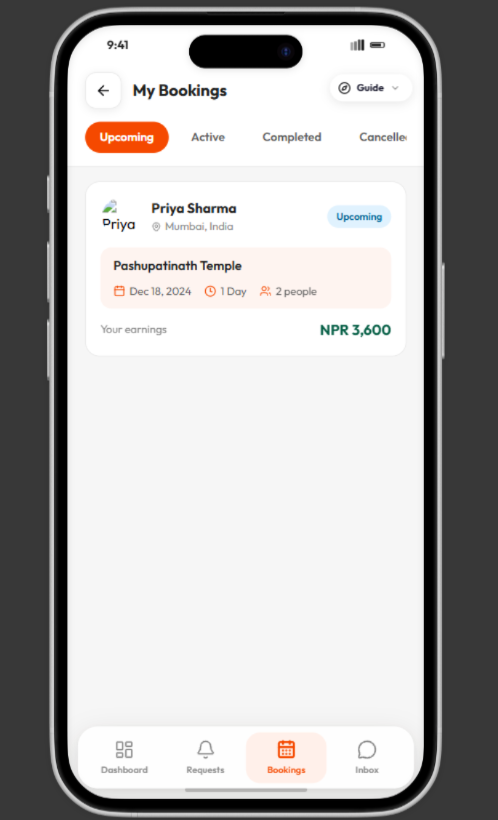 9:41
My Bookings
Guide
Upcoming Active Completed Cancelle
Priya
Priya Sharma
Mumbai, India
Upcoming
Pashupatinath Temple
Dec 18, 2024 1 Day 2 people
Your earnings NPR 3,600
Dashboard Requests Bookings Inbox